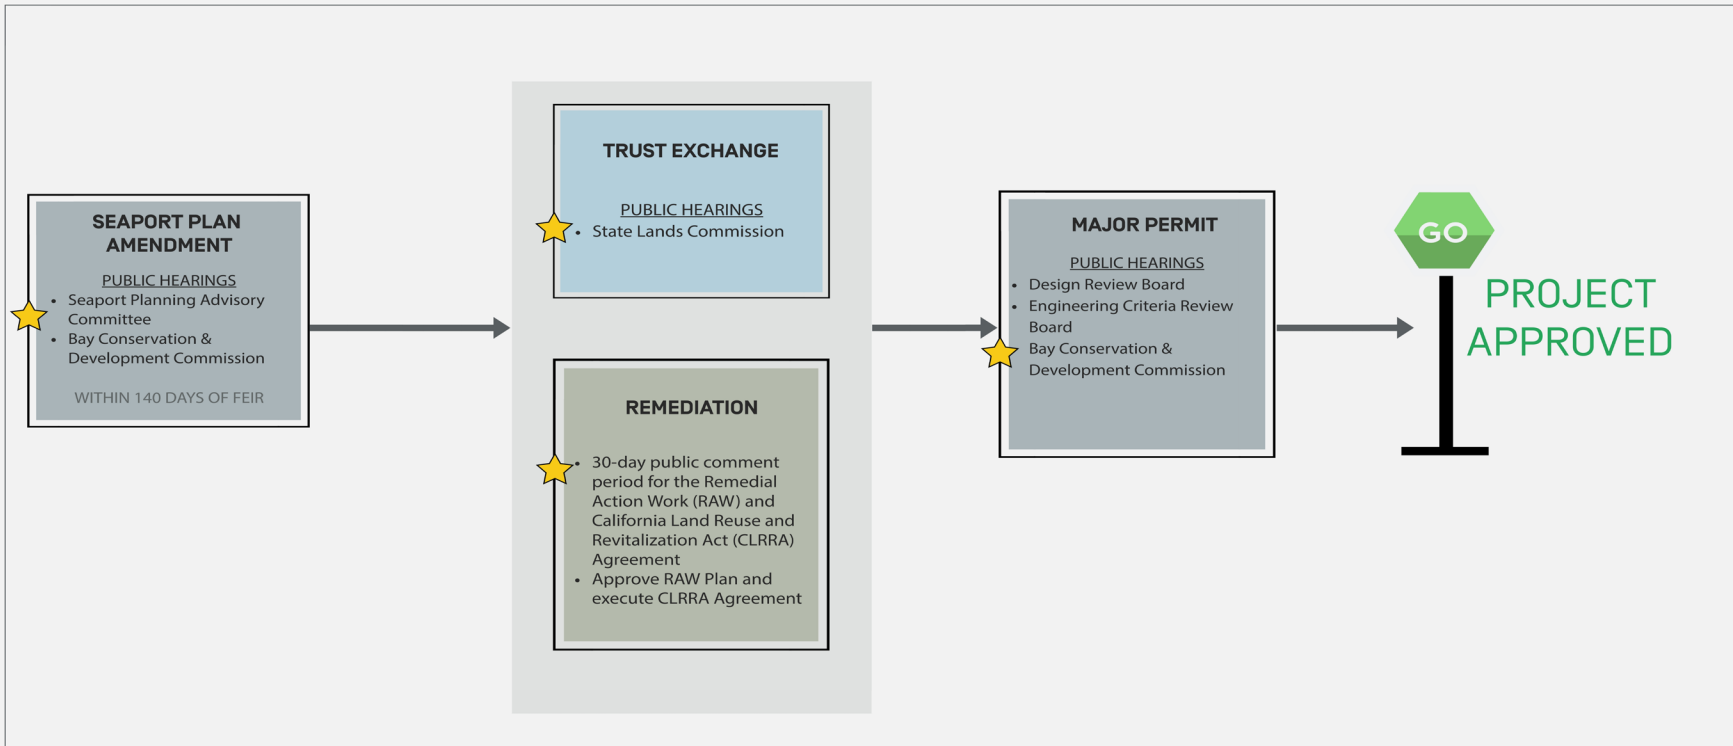 SEAPORT PLAN
AMENDMENT
PUBLIC HEARINGS
• Seaport Planning Advisory
Committee
• Bay Conservation &
Development Commission
WITHIN 140 DAYS OF FEIR
TRUST EXCHANGE
PUBLIC HEARINGS
• State Lands Commission
REMEDIATION
• 30-day public comment
period for the Remedial
Action Work (RAW) and
California Land Reuse and
Revitalization Act (CLRRA)
Agreement
• Approve RAW Plan and
execute CLRRA Agreement
MAJOR PERMIT
PUBLIC HEARINGS
• Design Review Board
• Engineering Criteria Review
Board
Bay Conservation &
Development Commission
GO
PROJECT
APPROVED